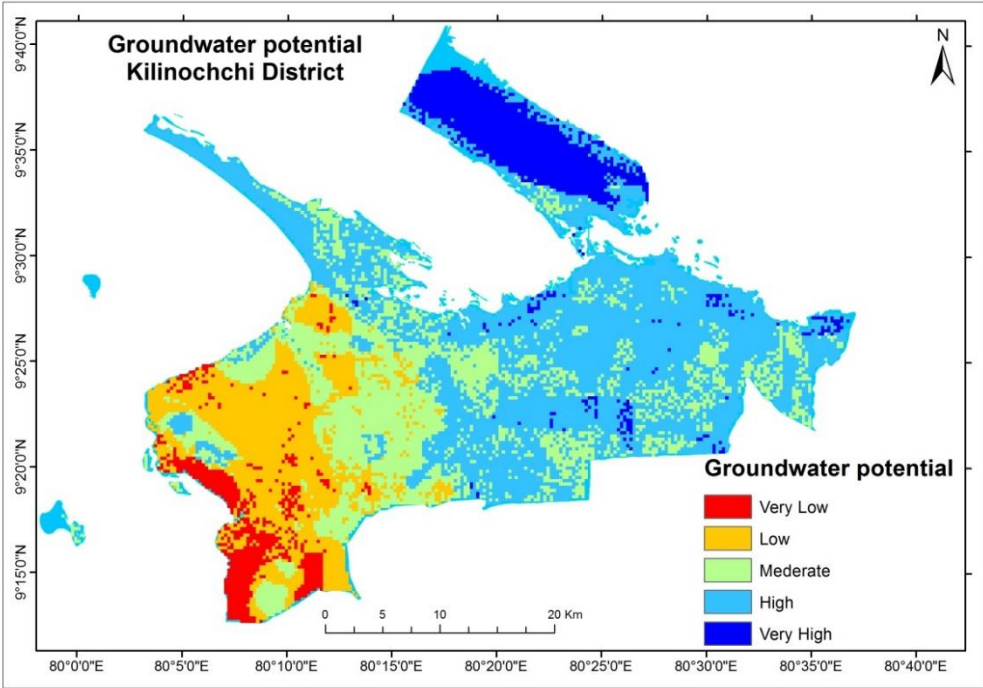 Groundwater potential
Kilinochchi District
N
9°40'0"N
9°35'0"N
9°30'0"N
9°25'0"N
9°20'0"N
9°15'0"N
Groundwater potential
Very Low
Low
Mederate
High
Very High
0 5 10 20 Km
80°0'0"E 80°5'0"E 80°10'0"E 80°15'0"E 80°20'0"E 80°25'0"E 80°30'0"E 80°35'0"E 80°40'0"E